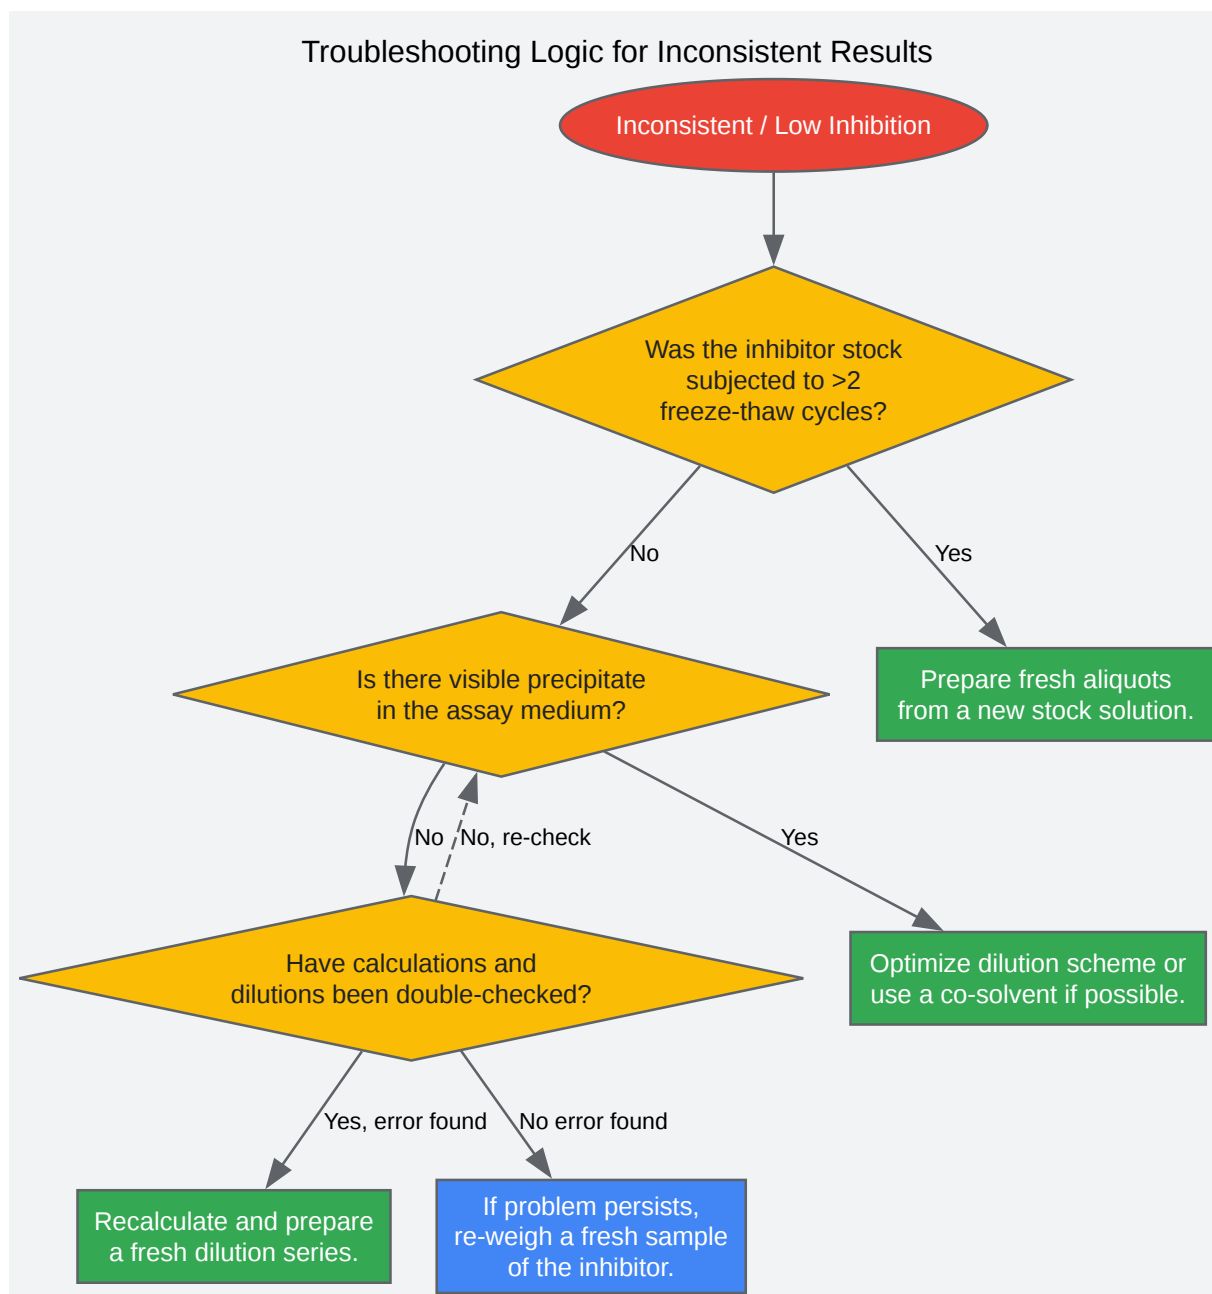 Troubleshooting Logic for Inconsistent Results
Inconsistent / Low Inhibition
Was the inhibitor stock
subjected to >2
freeze-thaw cycles?
No
Yes
Is there visible precipitate
in the assay medium?
Prepare fresh aliquots
from a new stock solution.
No
No, re-check
Yes
Have calculations and
dilutions been double-checked?
Optimize dilution scheme or
use a co-solvent if possible.
Yes, error found
No error found
Recalculate and prepare
a fresh dilution series.
If problem persists,
re-weigh a fresh sample
of the inhibitor.